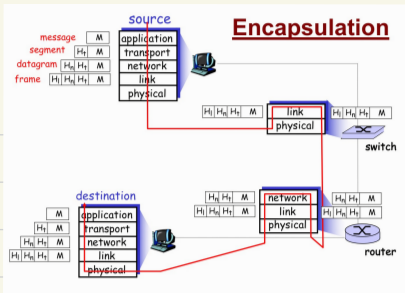 source
Encapsulation
message M application
segment Ht M transport
datagram Hn Ht M network
frame Hl Hn Ht M link
physical
Hl Hn Ht M link Hl Hn Ht M
physical
switch
destination
M application
Ht M transport
Hn Ht M network
Hl Hn Ht M link
physical
Hn Ht M network Hn Ht M
Hl Hn Ht M link Hl Hn Ht M
physical
router